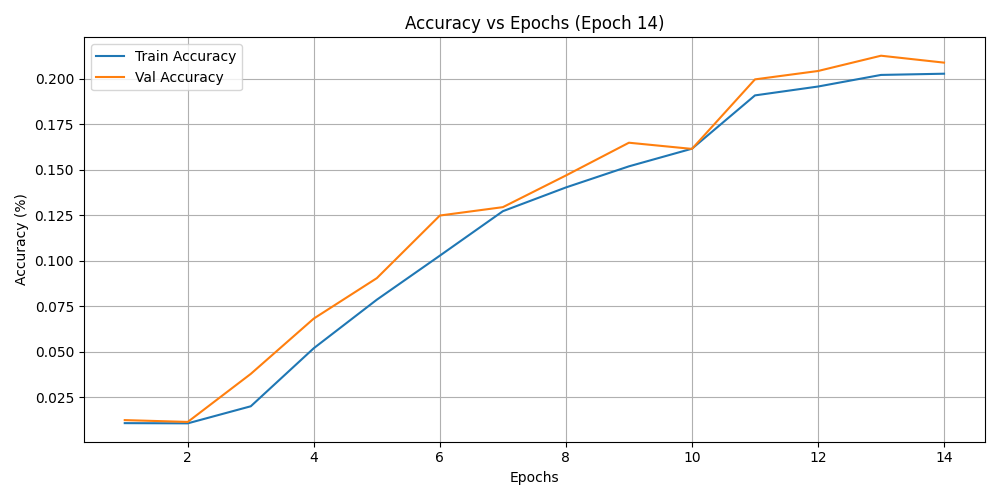 Accuracy vs Epochs (Epoch 14)
Train Accuracy
Val Accuracy
0.200
0.175
0.150
0.125
0.100
0.075
0.050
0.025
Accuracy (%)
2 4 6 8 10 12 14
Epochs